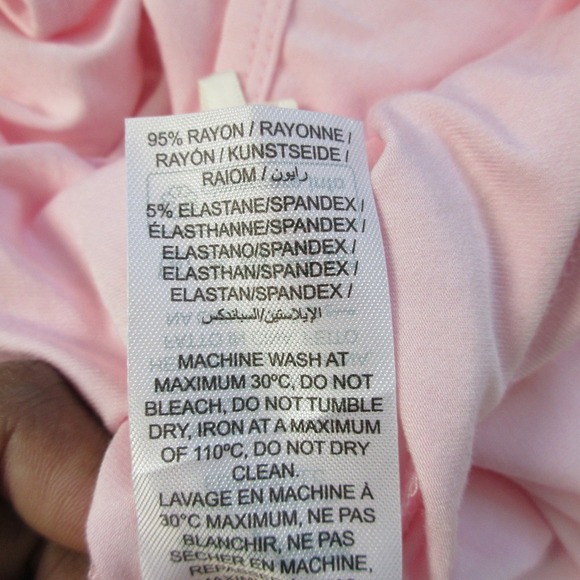 95% RAYON / RAYONNE /
RAYÓN / KUNSTSEIDE /
RAIOM / رايون
5% ELASTANE/SPANDEX /
ÉLASTHANNE/SPANDEX /
ELASTANO/SPANDEX /
ELASTHAN/SPANDEX /
ELASTAN/SPANDEX /
الإيلاستين/السباندكس
MACHINE WASH AT
MAXIMUM 30ºC, DO NOT
BLEACH, DO NOT TUMBLE
DRY, IRON AT A MAXIMUM
OF 110ºC, DO NOT DRY
CLEAN.
LAVAGE EN MACHINE À
30°C MAXIMUM, NE PAS
BLANCHIR, NE PAS
SÉCHER EN MACHINE,